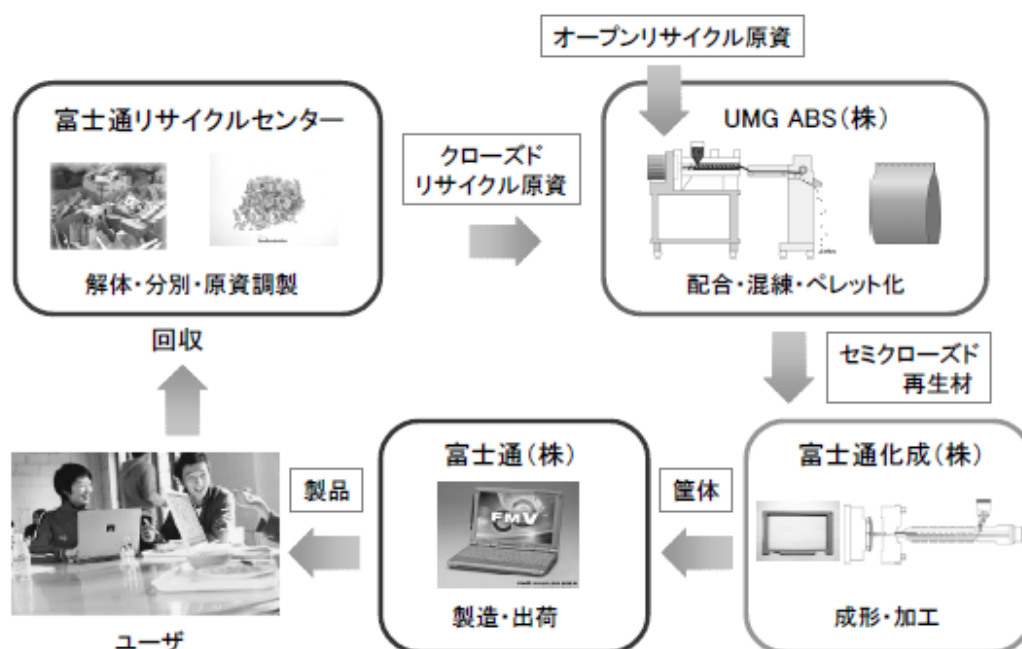 オープンリサイクル原資
富士通リサイクルセンター
解体・分別・原資調製
クローズド
リサイクル原資
UMG ABS(株)
配合・混練・ペレット化
回収
セミクローズド
再生材
富士通(株)
FMV
製造・出荷
製品
筐体
富士通化成(株)
成形・加工
ユーザ